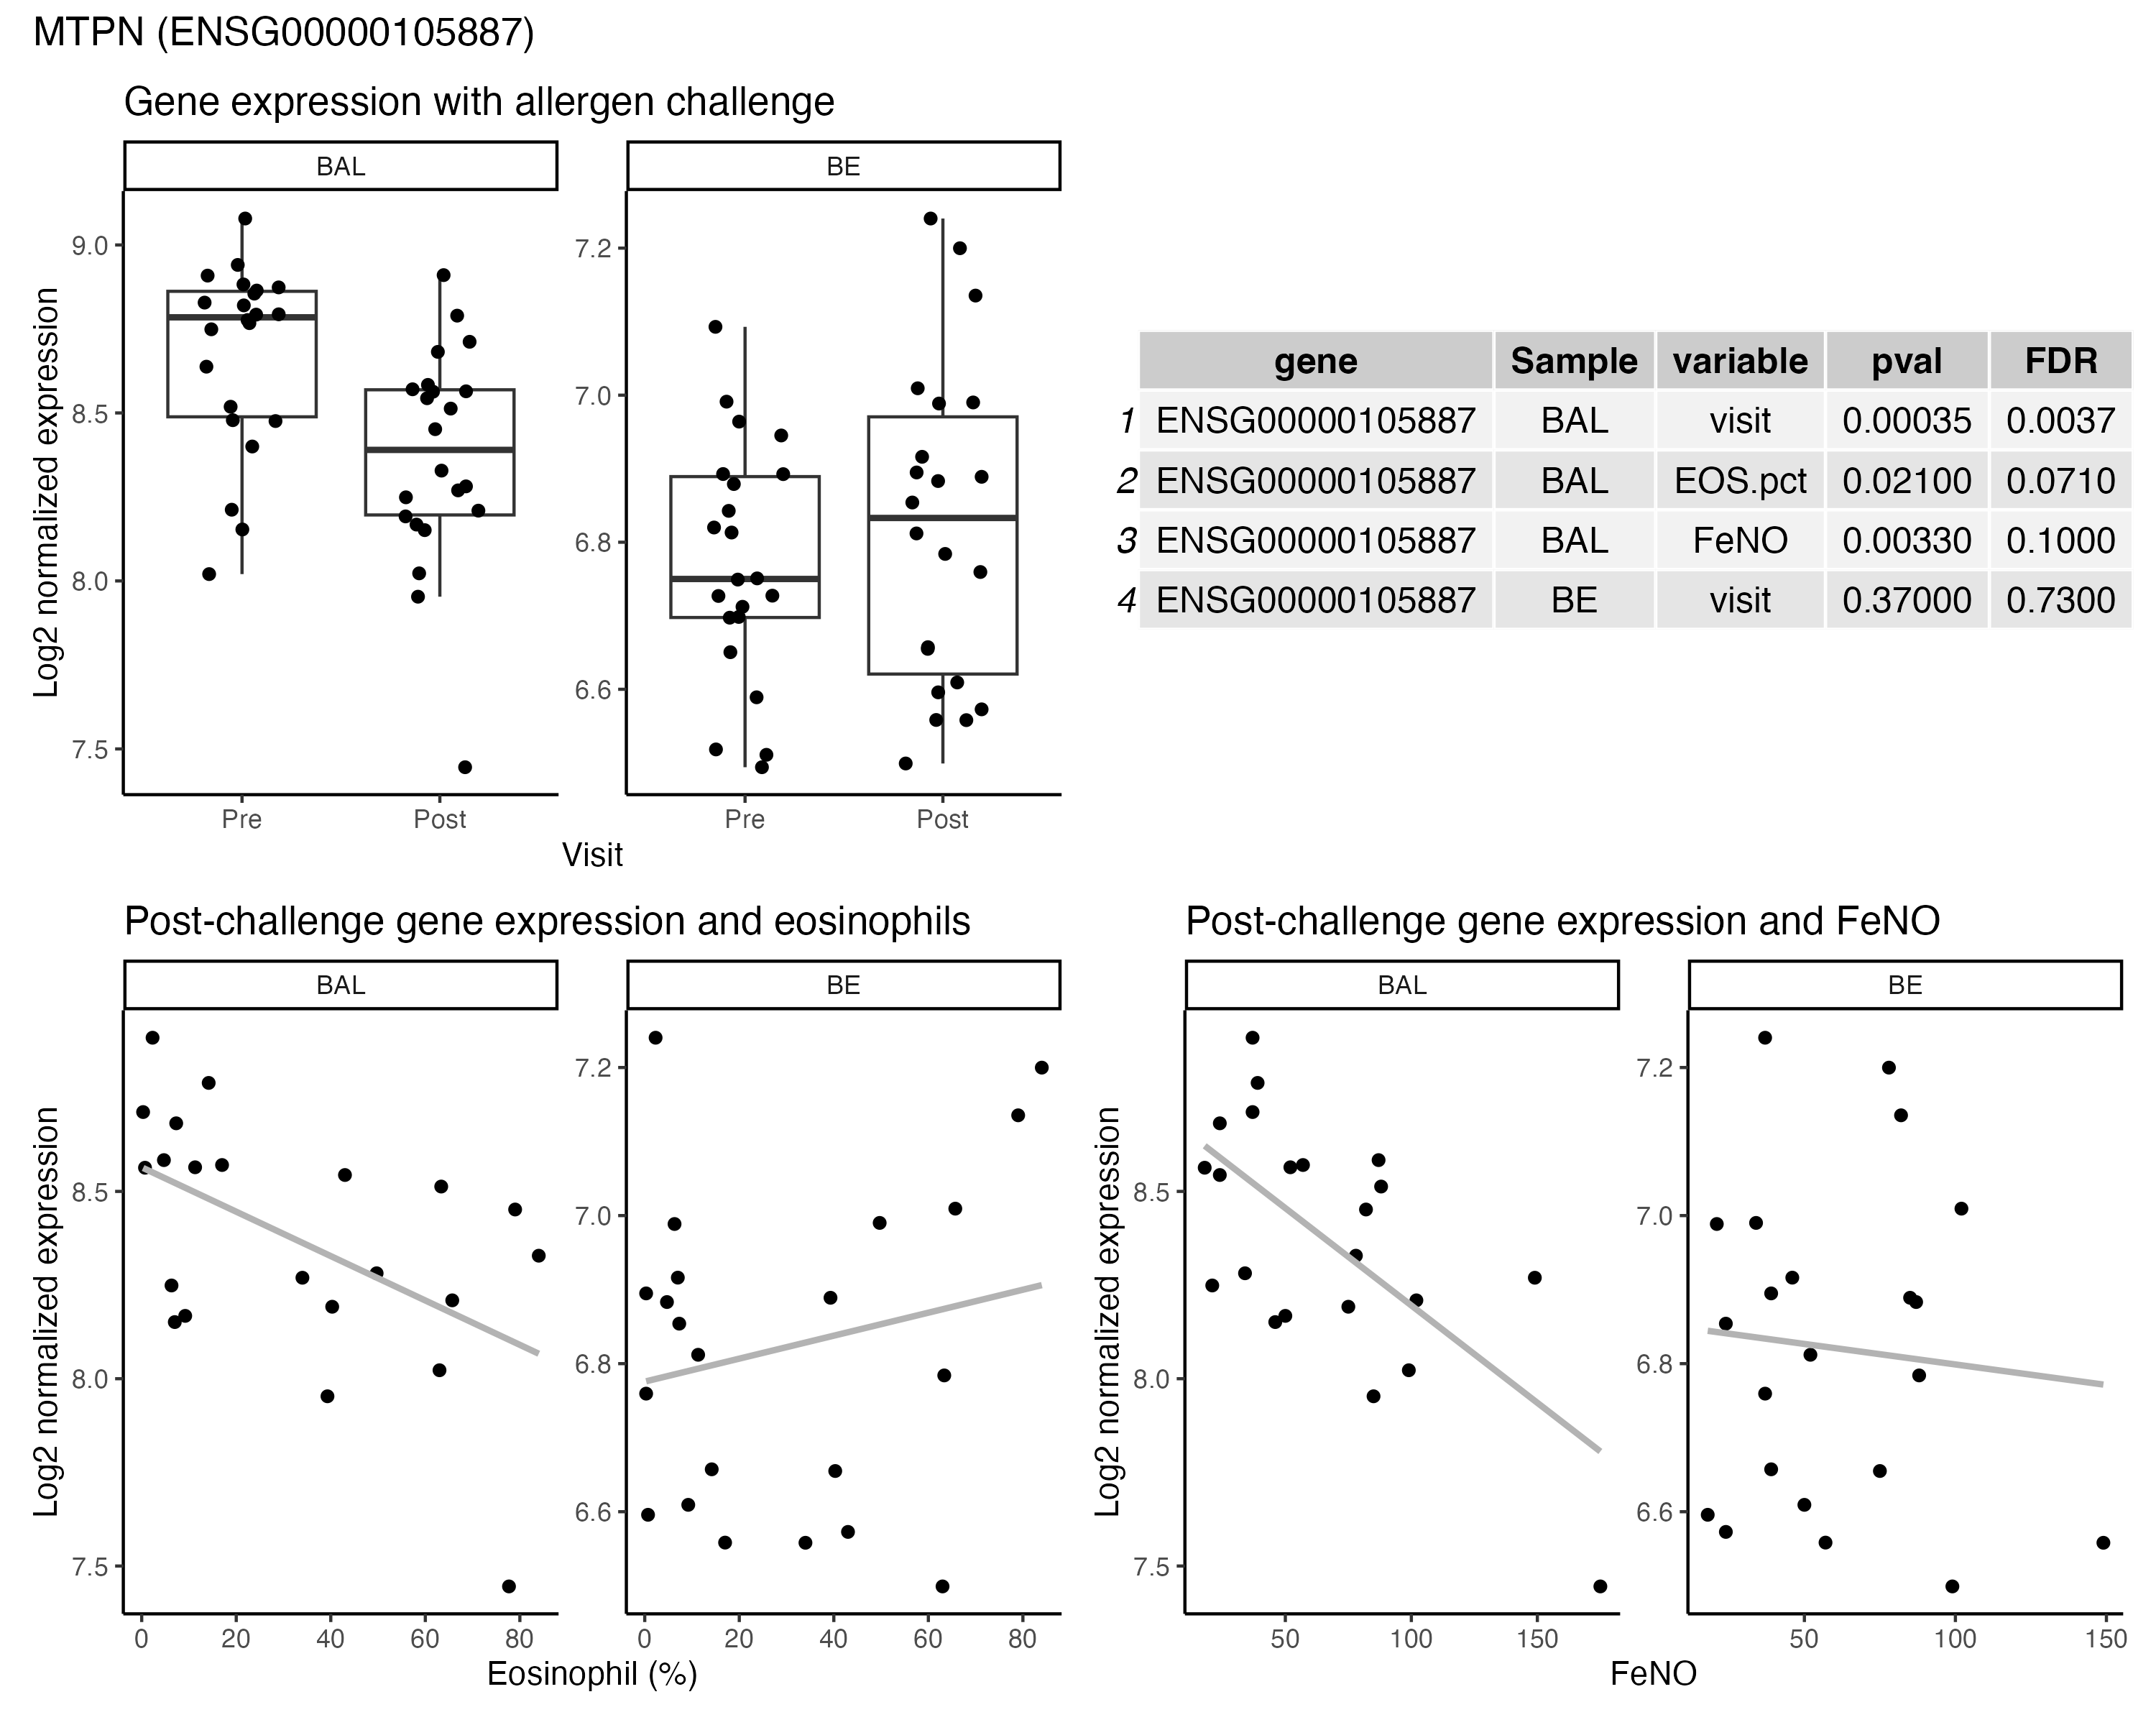 MTPN (ENSG00000105887)
Gene expression with allergen challenge
BAL
BE
Log2 normalized expression
9.0
8.5
8.0
7.5
7.2
7.0
6.8
6.6
Pre
Post
Pre
Post
Visit
gene Sample variable pval FDR
1 ENSG00000105887 BAL visit 0.00035 0.0037
2 ENSG00000105887 BAL EOS.pct 0.02100 0.0710
3 ENSG00000105887 BAL FeNO 0.00330 0.1000
4 ENSG00000105887 BE visit 0.37000 0.7300
Post-challenge gene expression and eosinophils
BAL
BE
Log2 normalized expression
8.5
8.0
7.5
7.2
7.0
6.8
6.6
0 20 40 60 80
0 20 40 60 80
Eosinophil (%)
Post-challenge gene expression and FeNO
BAL
BE
Log2 normalized expression
8.5
8.0
7.5
7.2
7.0
6.8
6.6
50 100 150
50 100 150
FeNO